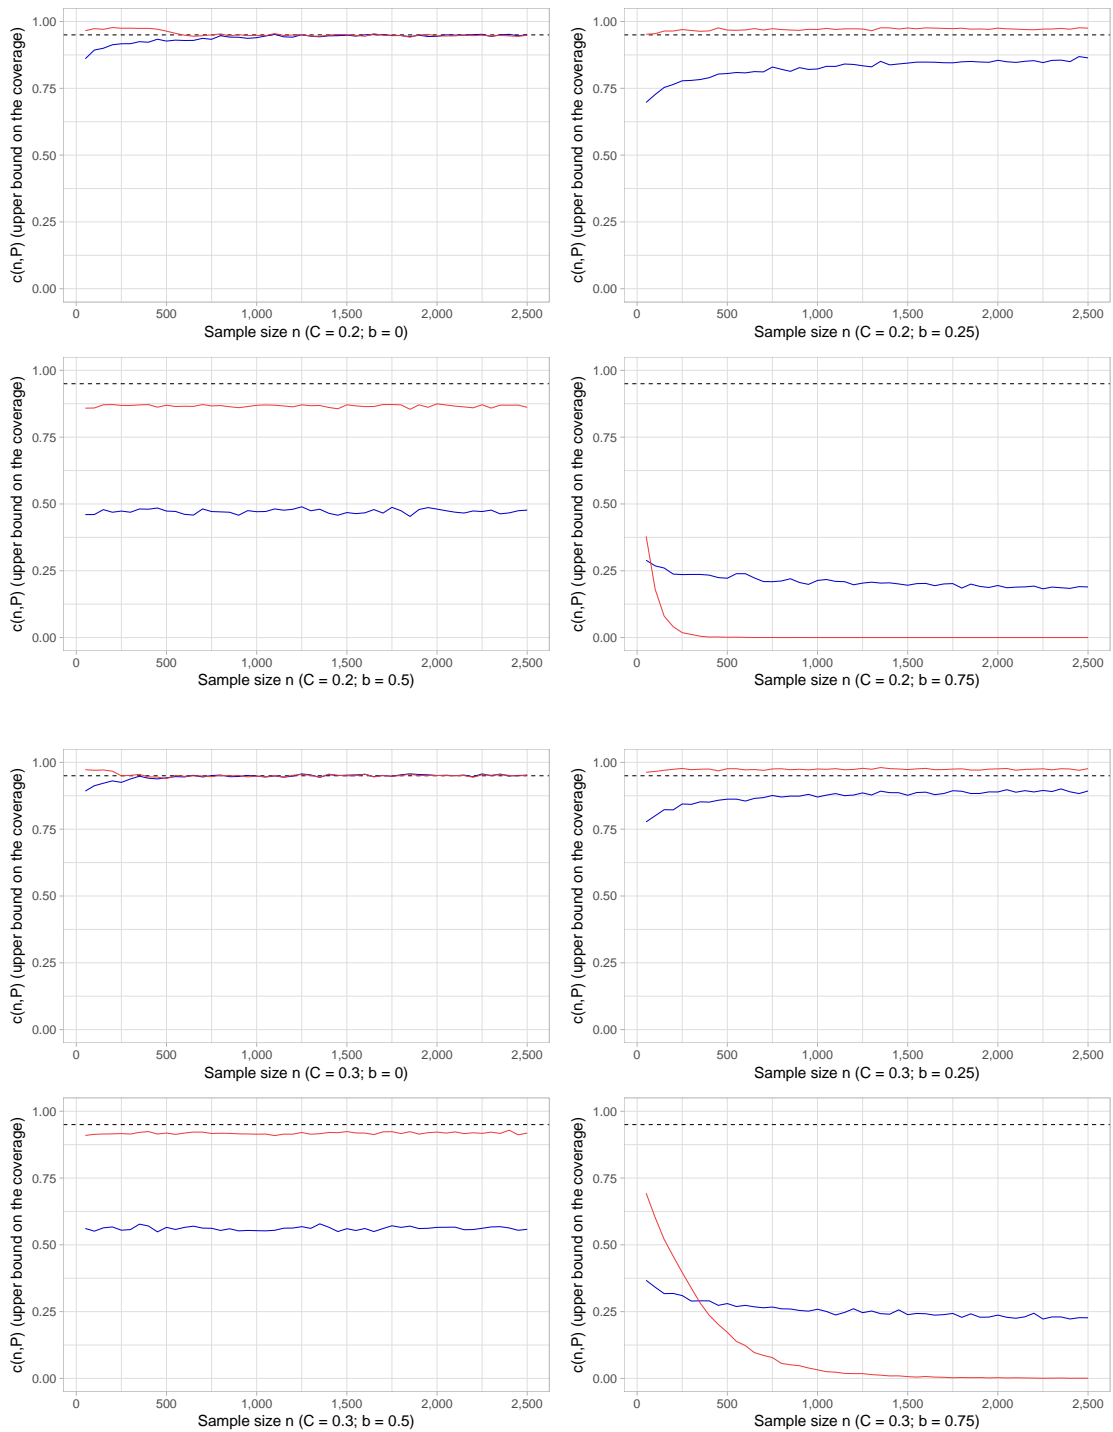 c(n,P) (upper bound on the coverage)
1.00
0.75
0.50
0.25
0.00
0 500 1,000 1,500 2,000 2,500
Sample size n (C = 0.2; b = 0)
c(n,P) (upper bound on the coverage)
1.00
0.75
0.50
0.25
0.00
0 500 1,000 1,500 2,000 2,500
Sample size n (C = 0.2; b = 0.25)
c(n,P) (upper bound on the coverage)
1.00
0.75
0.50
0.25
0.00
0 500 1,000 1,500 2,000 2,500
Sample size n (C = 0.2; b = 0.5)
c(n,P) (upper bound on the coverage)
1.00
0.75
0.50
0.25
0.00
0 500 1,000 1,500 2,000 2,500
Sample size n (C = 0.2; b = 0.75)
c(n,P) (upper bound on the coverage)
1.00
0.75
0.50
0.25
0.00
0 500 1,000 1,500 2,000 2,500
Sample size n (C = 0.3; b = 0)
c(n,P) (upper bound on the coverage)
1.00
0.75
0.50
0.25
0.00
0 500 1,000 1,500 2,000 2,500
Sample size n (C = 0.3; b = 0.25)
c(n,P) (upper bound on the coverage)
1.00
0.75
0.50
0.25
0.00
0 500 1,000 1,500 2,000 2,500
Sample size n (C = 0.3; b = 0.5)
c(n,P) (upper bound on the coverage)
1.00
0.75
0.50
0.25
0.00
0 500 1,000 1,500 2,000 2,500
Sample size n (C = 0.3; b = 0.75)